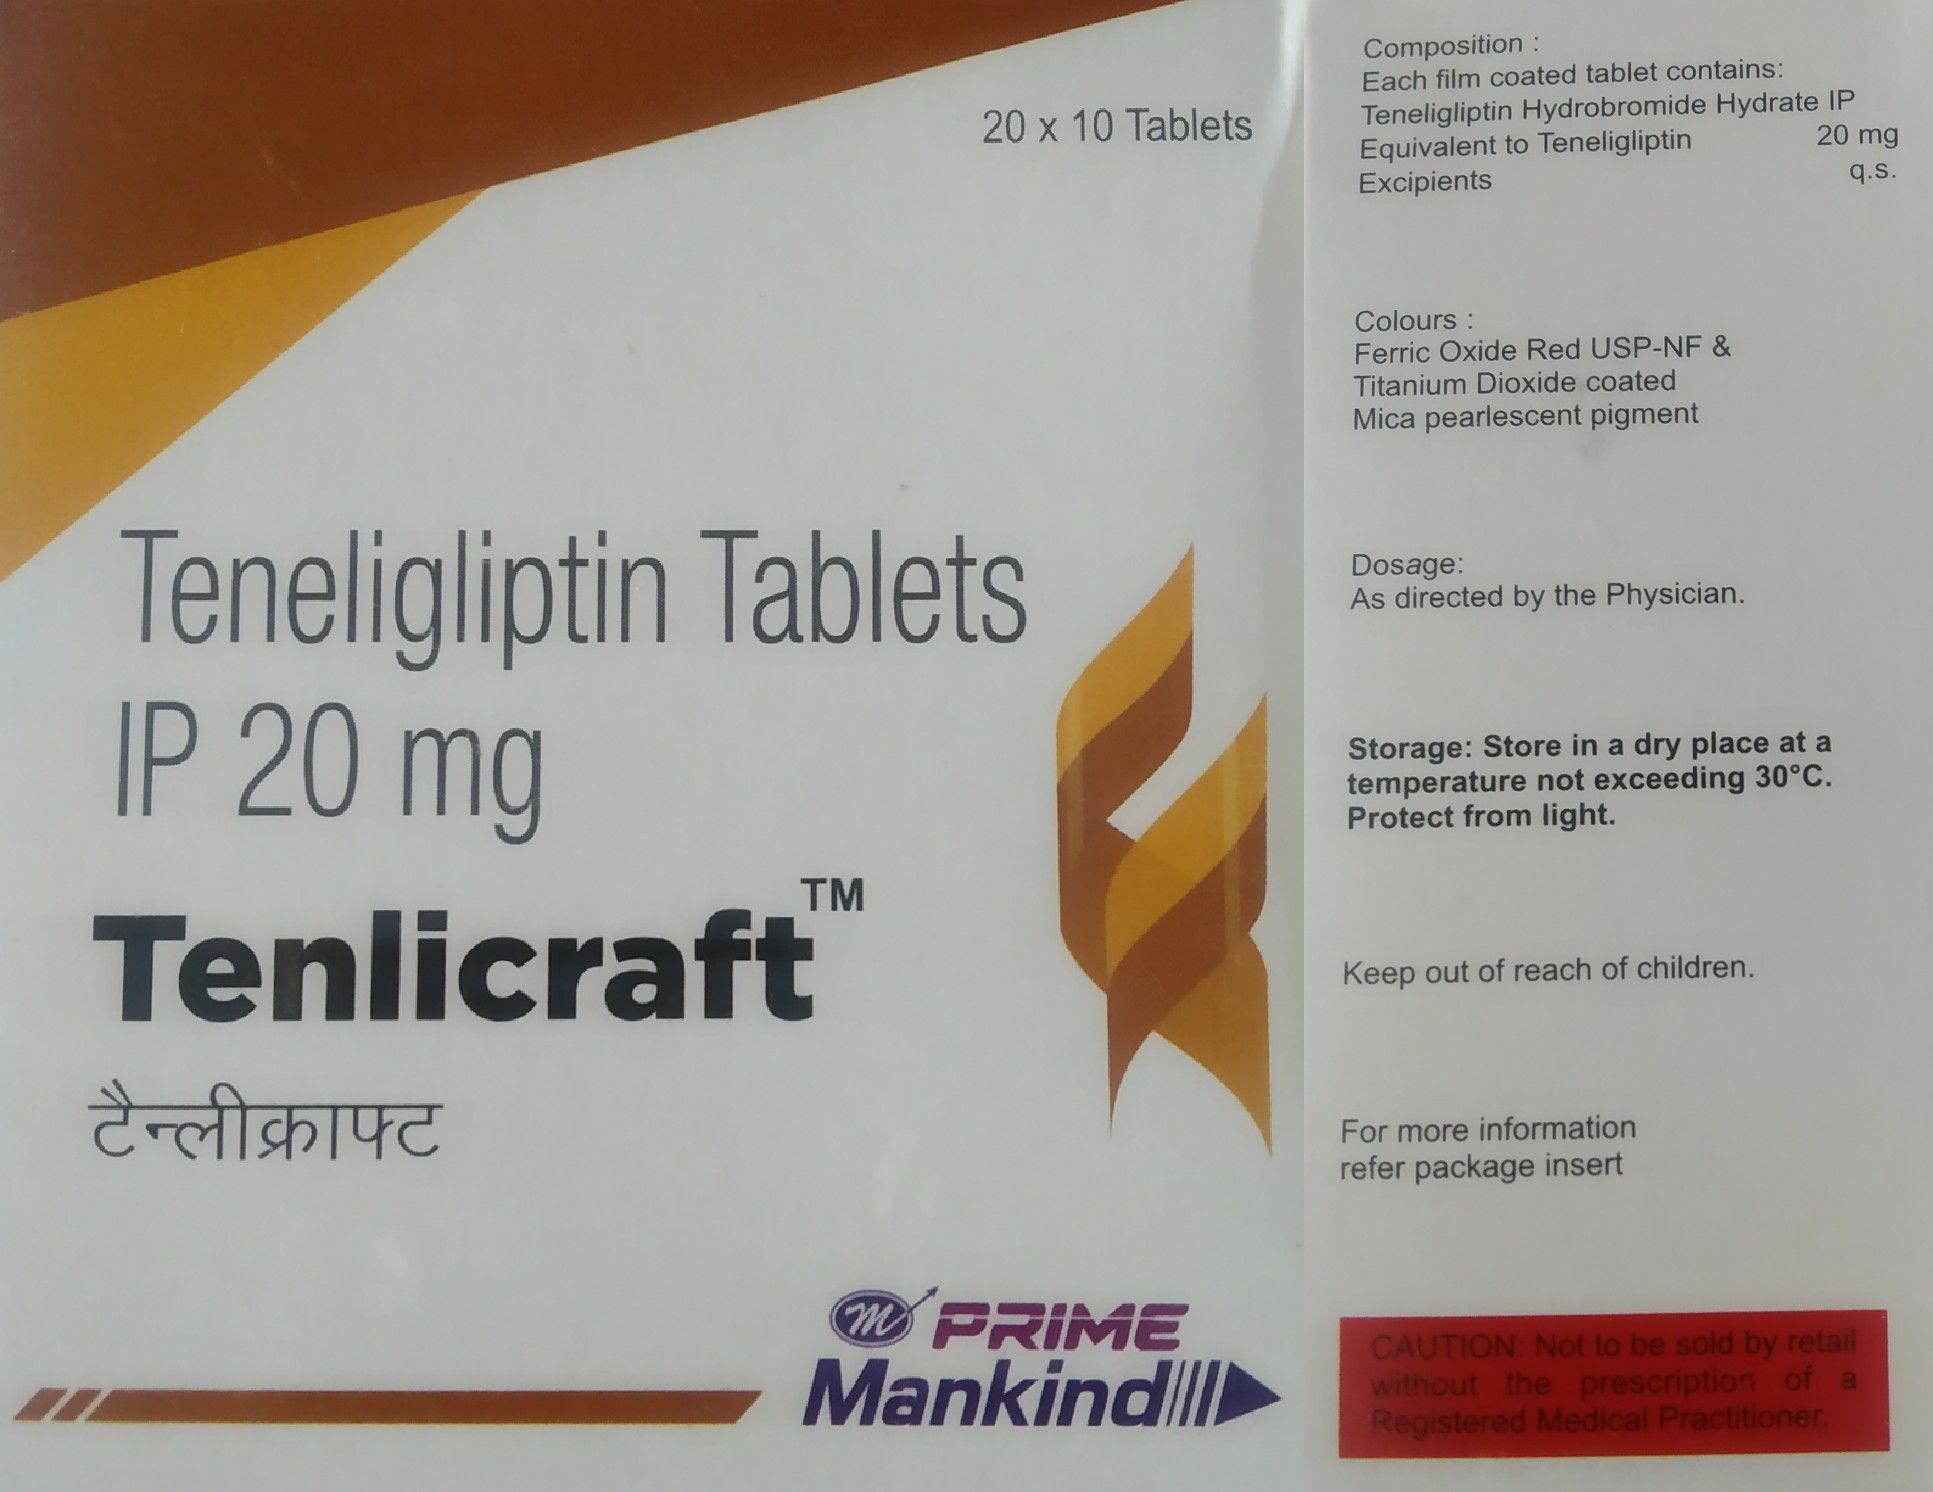 20 x 10 Tablets
Teneligliptin Tablets
IP 20 mg
Tenlicraft™
टैन्लीक्राफ्ट
m PRIME
Mankind
Composition :
Each film coated tablet contains:
Teneligliptin Hydrobromide Hydrate IP
Equivalent to Teneligliptin 20 mg
Excipients q.s.
Colours :
Ferric Oxide Red USP-NF &
Titanium Dioxide coated
Mica pearlescent pigment
Dosage:
As directed by the Physician.
Storage: Store in a dry place at a
temperature not exceeding 30°C.
Protect from light.
Keep out of reach of children.
For more information
refer package insert
CAUTION: Not to be sold by retail
without the prescription of a
Registered Medical Practitioner.